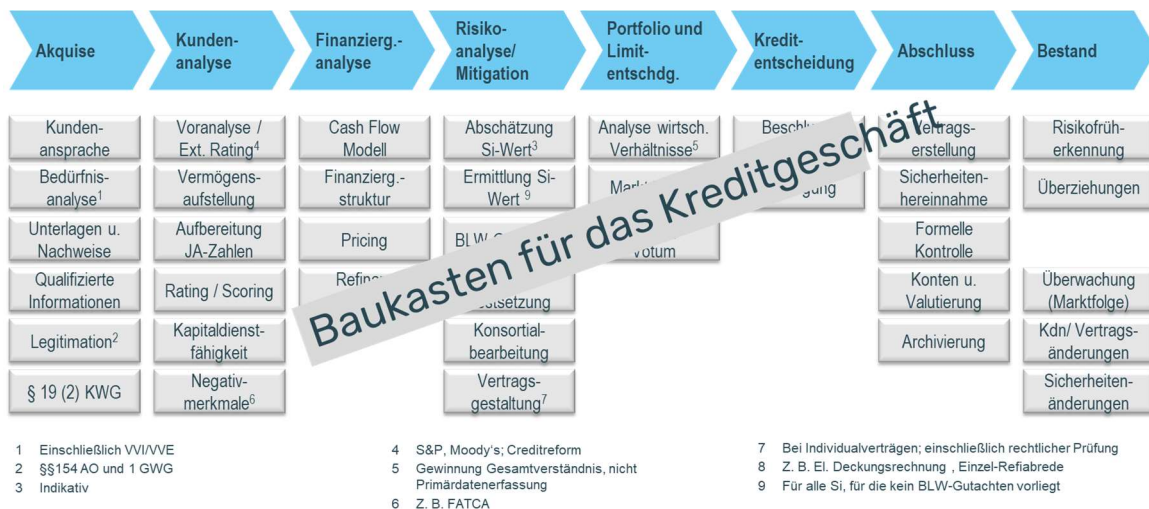 Akquise
Kunden-
analyse
Finanzierg.-
analyse
Risiko-
analyse/
Mitigation
Portfolio und
Limit-
entschdg.
Kredit-
entscheidung
Abschluss
Bestand
Kunden-
ansprache
Bedürfnis-
analyse1
Unterlagen u.
Nachweise
Qualifizierte
Informationen
Legitimation2
§ 19 (2) KWG
Voranalyse /
Ext. Rating4
Vermögens-
aufstellung
Aufbereitung
JA-Zahlen
Rating / Scoring
Kapitaldienst-
fähigkeit
Negativ-
merkmale6
Cash Flow
Modell
Finanzierg.-
struktur
Pricing
Abschätzung
Si-Wert3
Ermittlung Si-
Wert 9
BLW
Konsortial-
bearbeitung
Vertrags-
gestaltung7
Analyse wirtsch.
Verhältnisse5
Votum
Vertrags-
erstellung
Sicherheiten-
hereinnahme
Formelle
Kontrolle
Konten u.
Valutierung
Archivierung
Risikofrüh-
erkennung
Überziehungen
Überwachung
(Marktfolge)
Kdn/ Vertrags-
änderungen
Sicherheiten-
änderungen
Baukasten für das Kreditgeschäft
1 Einschließlich VVI/VVE
2 §§154 AO und 1 GWG
3 Indikativ
4 S&P, Moody's; Creditreform
5 Gewinnung Gesamtverständnis, nicht
Primärdatenerfassung
6 Z. B. FATCA
7 Bei Individualverträgen; einschließlich rechtlicher Prüfung
8 Z. B. El. Deckungsrechnung , Einzel-Refiabrede
9 Für alle Si, für die kein BLW-Gutachten vorliegt